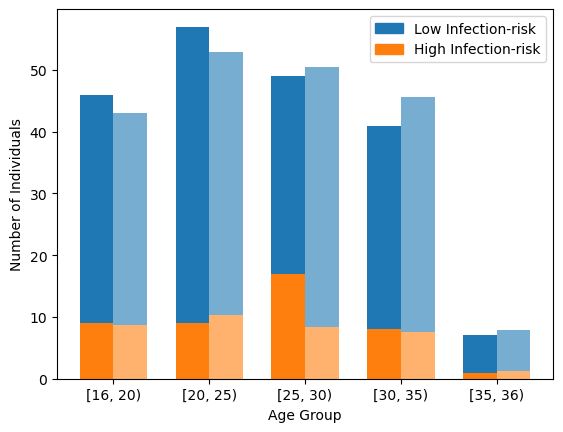 Low Infection-risk
High Infection-risk
Number of Individuals
50
40
30
20
10
0
[16, 20)
[20, 25)
[25, 30)
[30, 35)
[35, 36)
Age Group